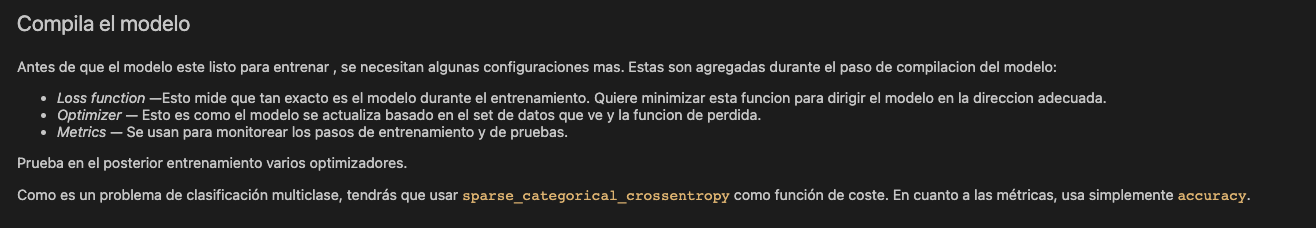 Compila el modelo
Antes de que el modelo este listo para entrenar , se necesitan algunas configuraciones mas. Estas son agregadas durante el paso de compilacion del modelo:
• Loss function —Esto mide que tan exacto es el modelo durante el entrenamiento. Quiere minimizar esta funcion para dirigir el modelo en la direccion adecuada.
• Optimizer — Esto es como el modelo se actualiza basado en el set de datos que ve y la funcion de perdida.
• Metrics — Se usan para monitorear los pasos de entrenamiento y de pruebas.
Prueba en el posterior entrenamiento varios optimizadores.
Como es un problema de clasificación multiclase, tendrás que usar sparse_categorical_crossentropy como función de coste. En cuanto a las métricas, usa simplemente accuracy.